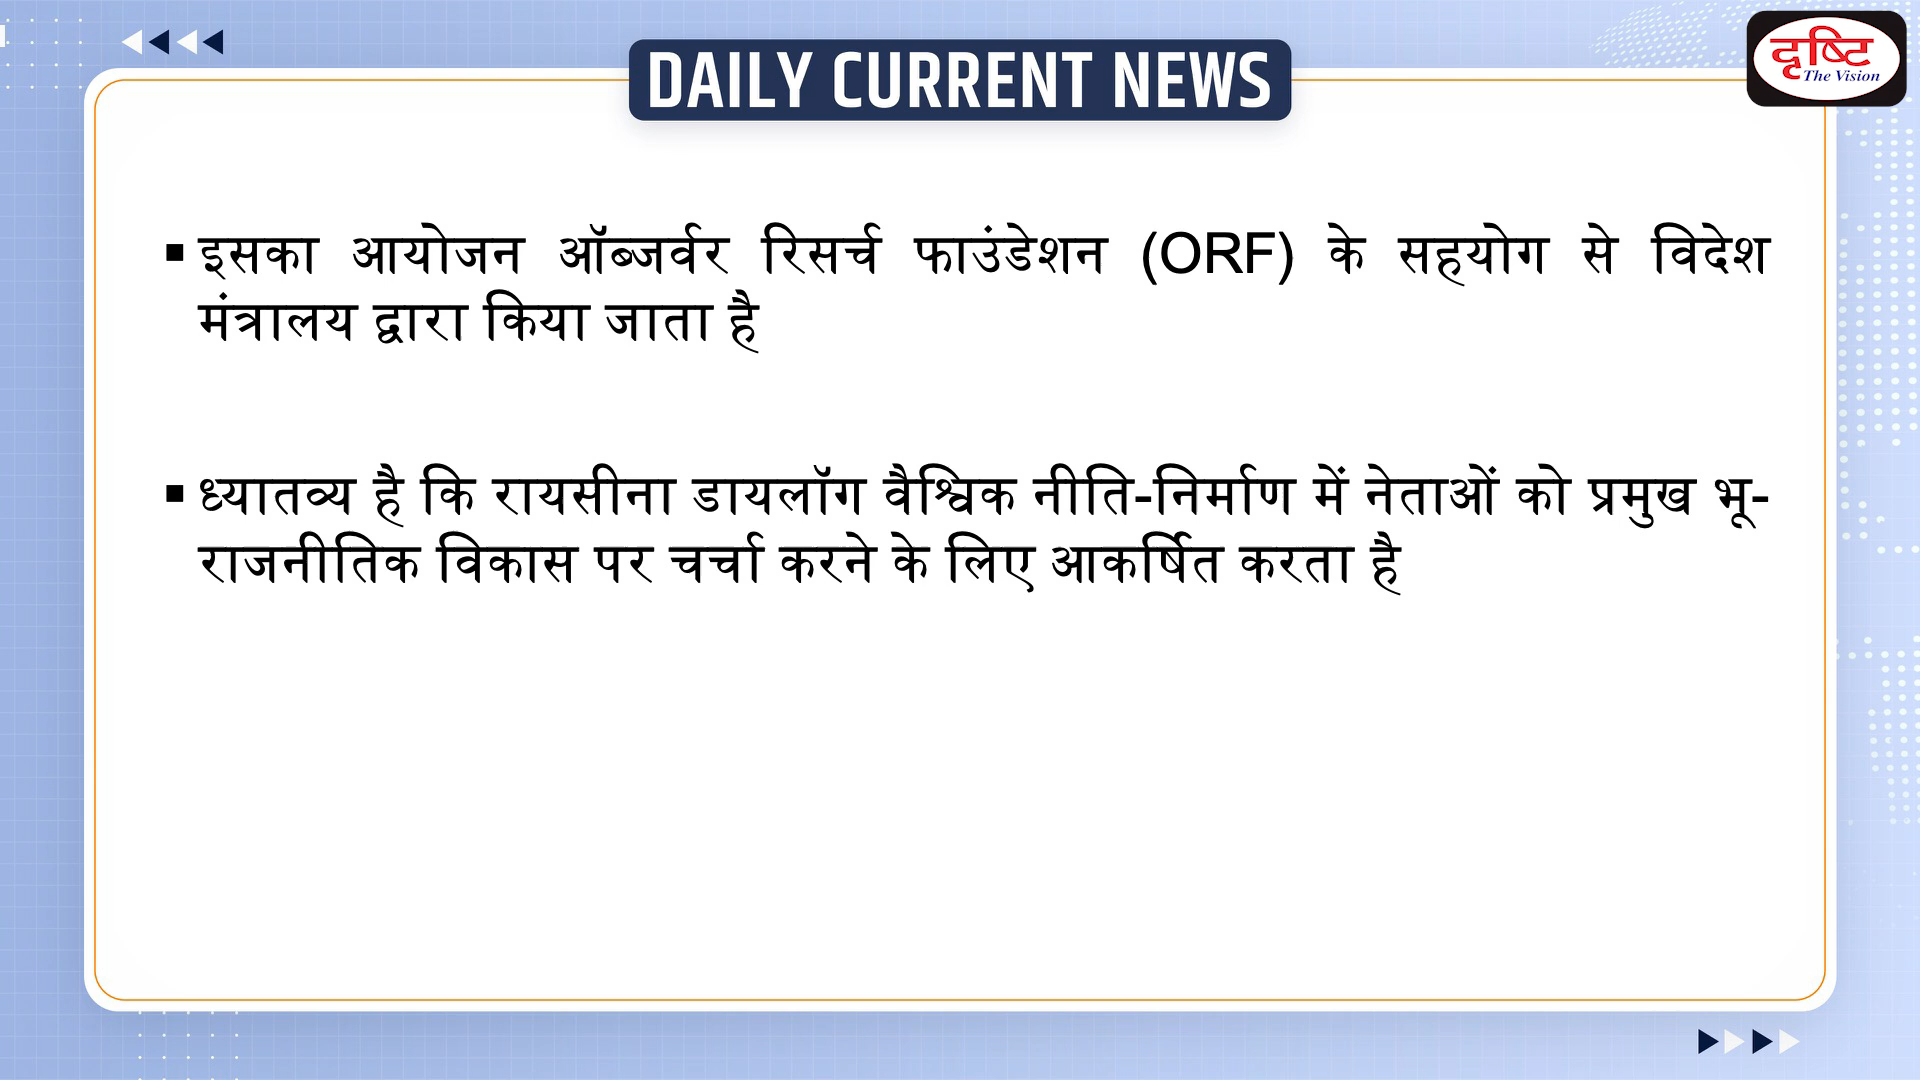 DAILY CURRENT NEWS
दृष्टि
The Vision
▪ इसका आयोजन ऑब्जर्वर रिसर्च फाउंडेशन (ORF) के सहयोग से विदेश
मंत्रालय द्वारा किया जाता है
▪ ध्यातव्य है कि रायसीना डायलॉग वैश्विक नीति-निर्माण में नेताओं को प्रमुख भू-
राजनीतिक विकास पर चर्चा करने के लिए आकर्षित करता है